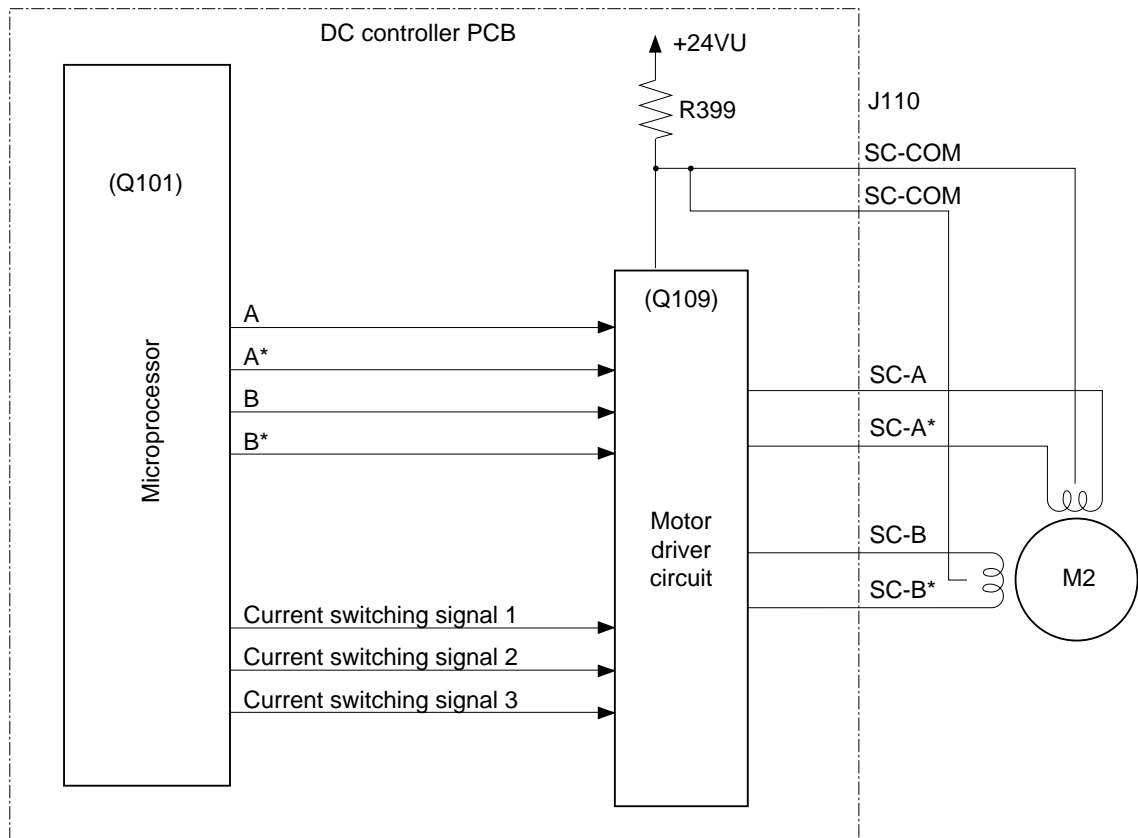 DC controller PCB
+24VU
R399
J110
SC-COM
SC-COM
(Q101)
Microprocessor
A
A*
B
B*
Current switching signal 1
Current switching signal 2
Current switching signal 3
(Q109)
Motor
driver
circuit
SC-A
SC-A*
SC-B
SC-B*
M2